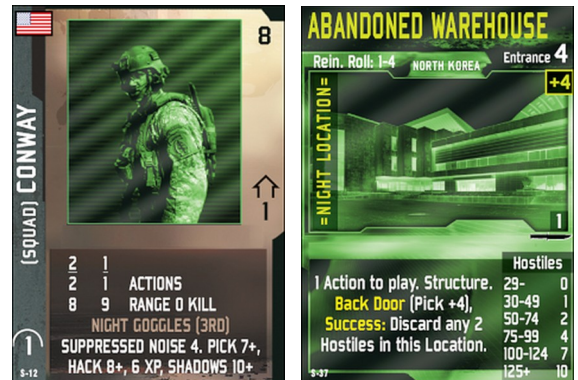 8
(SQUAD) CONWAY
1
2 1
2 1 ACTIONS
8 9 RANGE 0 KILL
NIGHT GOGGLES (3RD)
SUPPRESSED NOISE 4. PICK 7+,
HACK 8+, 6 XP, SHADOWS 10+
1
S-12
ABANDONED WAREHOUSE
Rein. Roll: 1-4
NORTH KOREA
Entrance 4
+4
=NIGHT LOCATION=
1
1 Action to play. Structure.
Back Door (Pick +4),
Success: Discard any 2
Hostiles in this Location.
Hostiles
29- 0
30-49 1
50-74 2
75-99 4
100-124 7
125+ 10
S-37